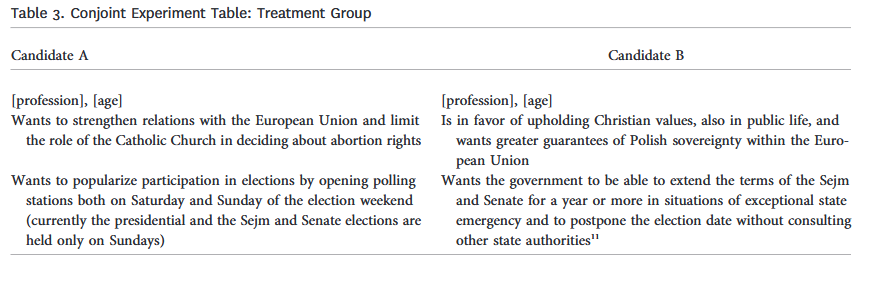 Table 3. Conjoint Experiment Table: Treatment Group
Candidate A
Candidate B
[profession], [age]
Wants to strengthen relations with the European Union and limit
the role of the Catholic Church in deciding about abortion rights
[profession], [age]
Is in favor of upholding Christian values, also in public life, and
wants greater guarantees of Polish sovereignty within the Euro-
pean Union
Wants to popularize participation in elections by opening polling
stations both on Saturday and Sunday of the election weekend
(currently the presidential and the Sejm and Senate elections are
held only on Sundays)
Wants the government to be able to extend the terms of the Sejm
and Senate for a year or more in situations of exceptional state
emergency and to postpone the election date without consulting
other state authorities¹¹